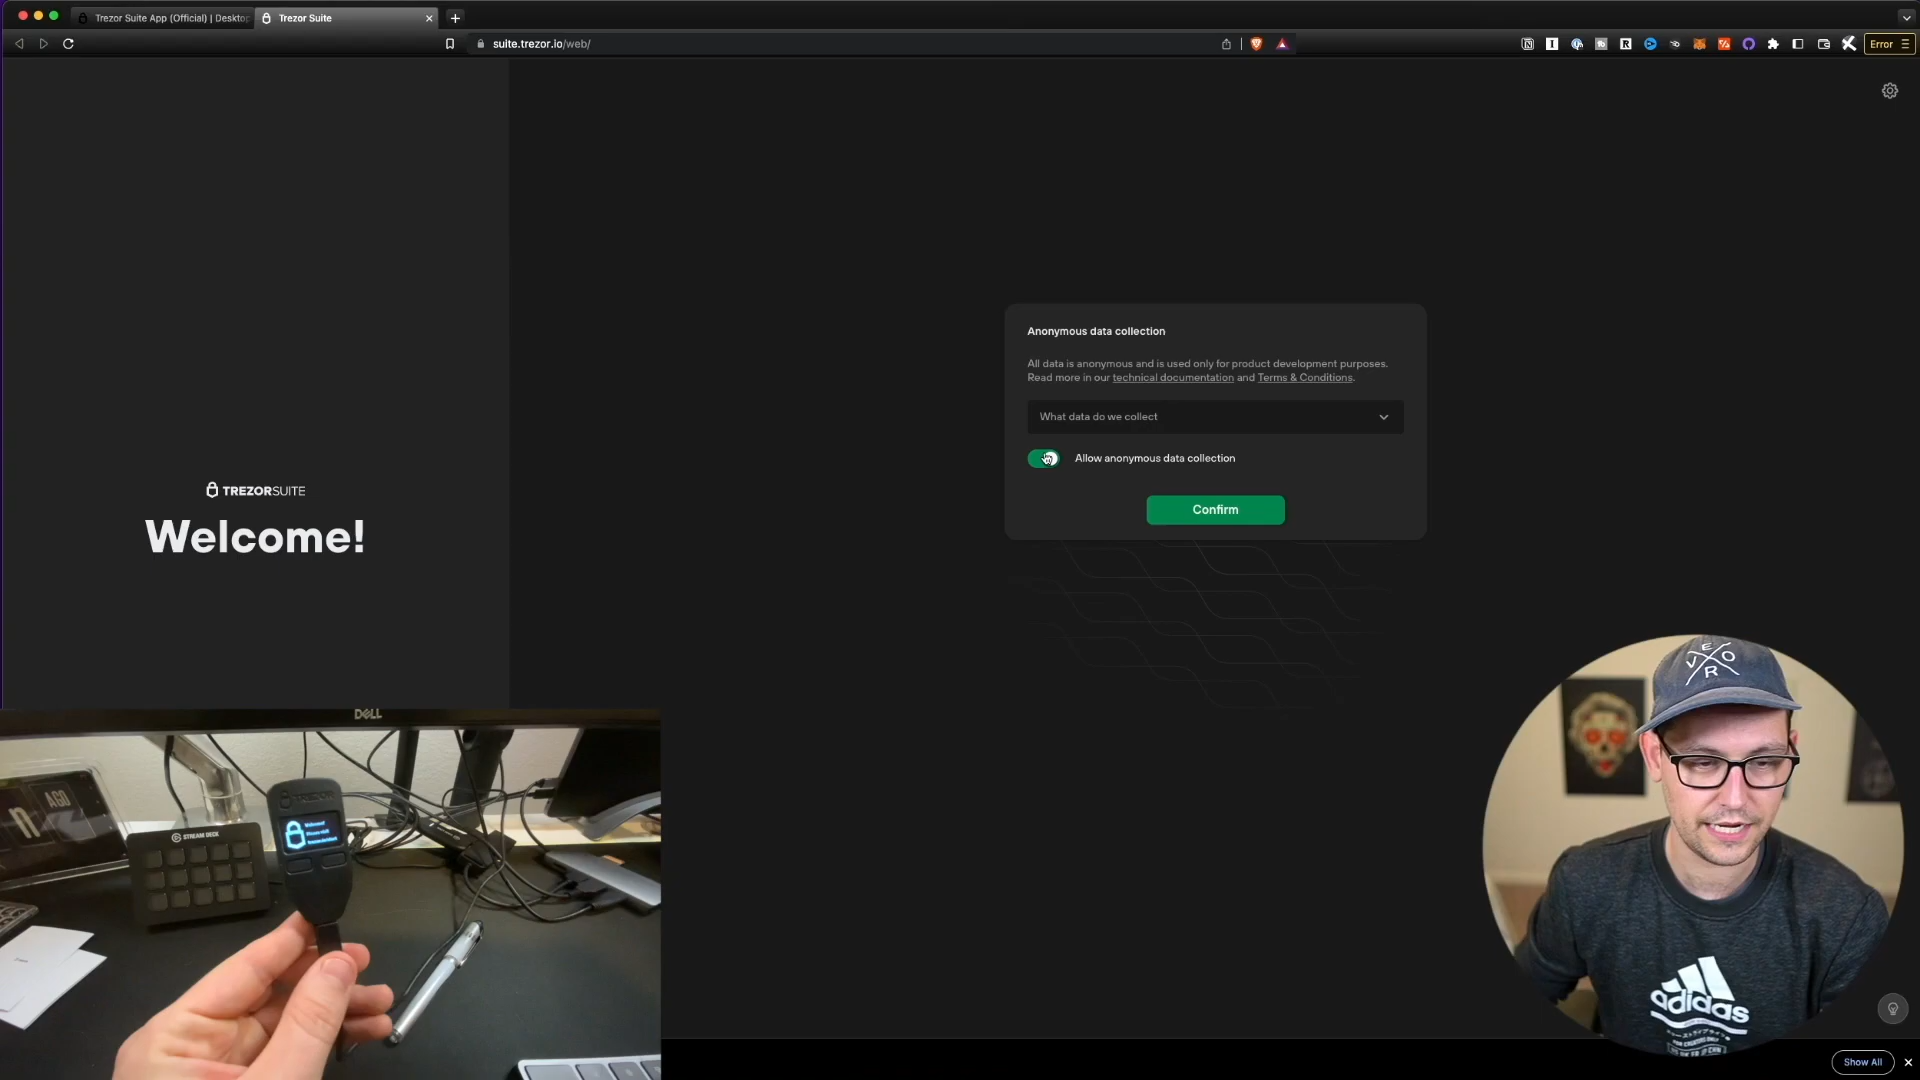 Trezor Suite App (Official) | Desktop
Trezor Suite
suite.trezor.io/web/
Error
TREZORSUITE
Welcome!
Anonymous data collection
All data is anonymous and is used only for product development purposes.
Read more in our technical documentation and Terms & Conditions.
What data do we collect
Allow anonymous data collection
Confirm
DELL
AGO
n
STREAM DECK
TREZOR
E
V O
R
adidas
Show All